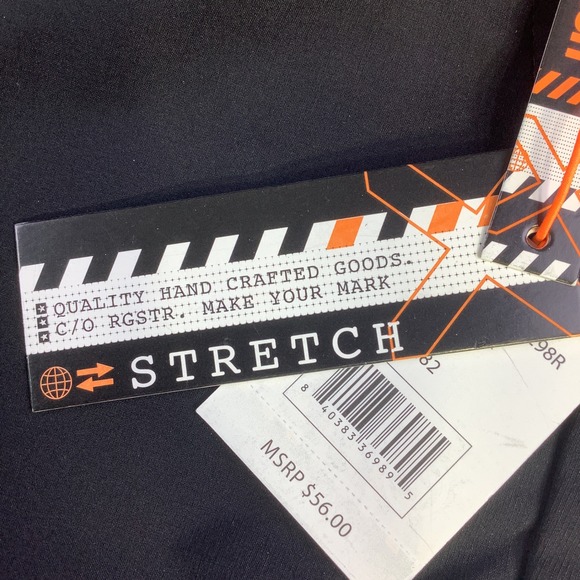 QUALITY HAND CRAFTED GOODS.
C/O RGSTR. MAKE YOUR MARK
STRETCH
98R
82
8 40383 36989 5
MSRP $56.00